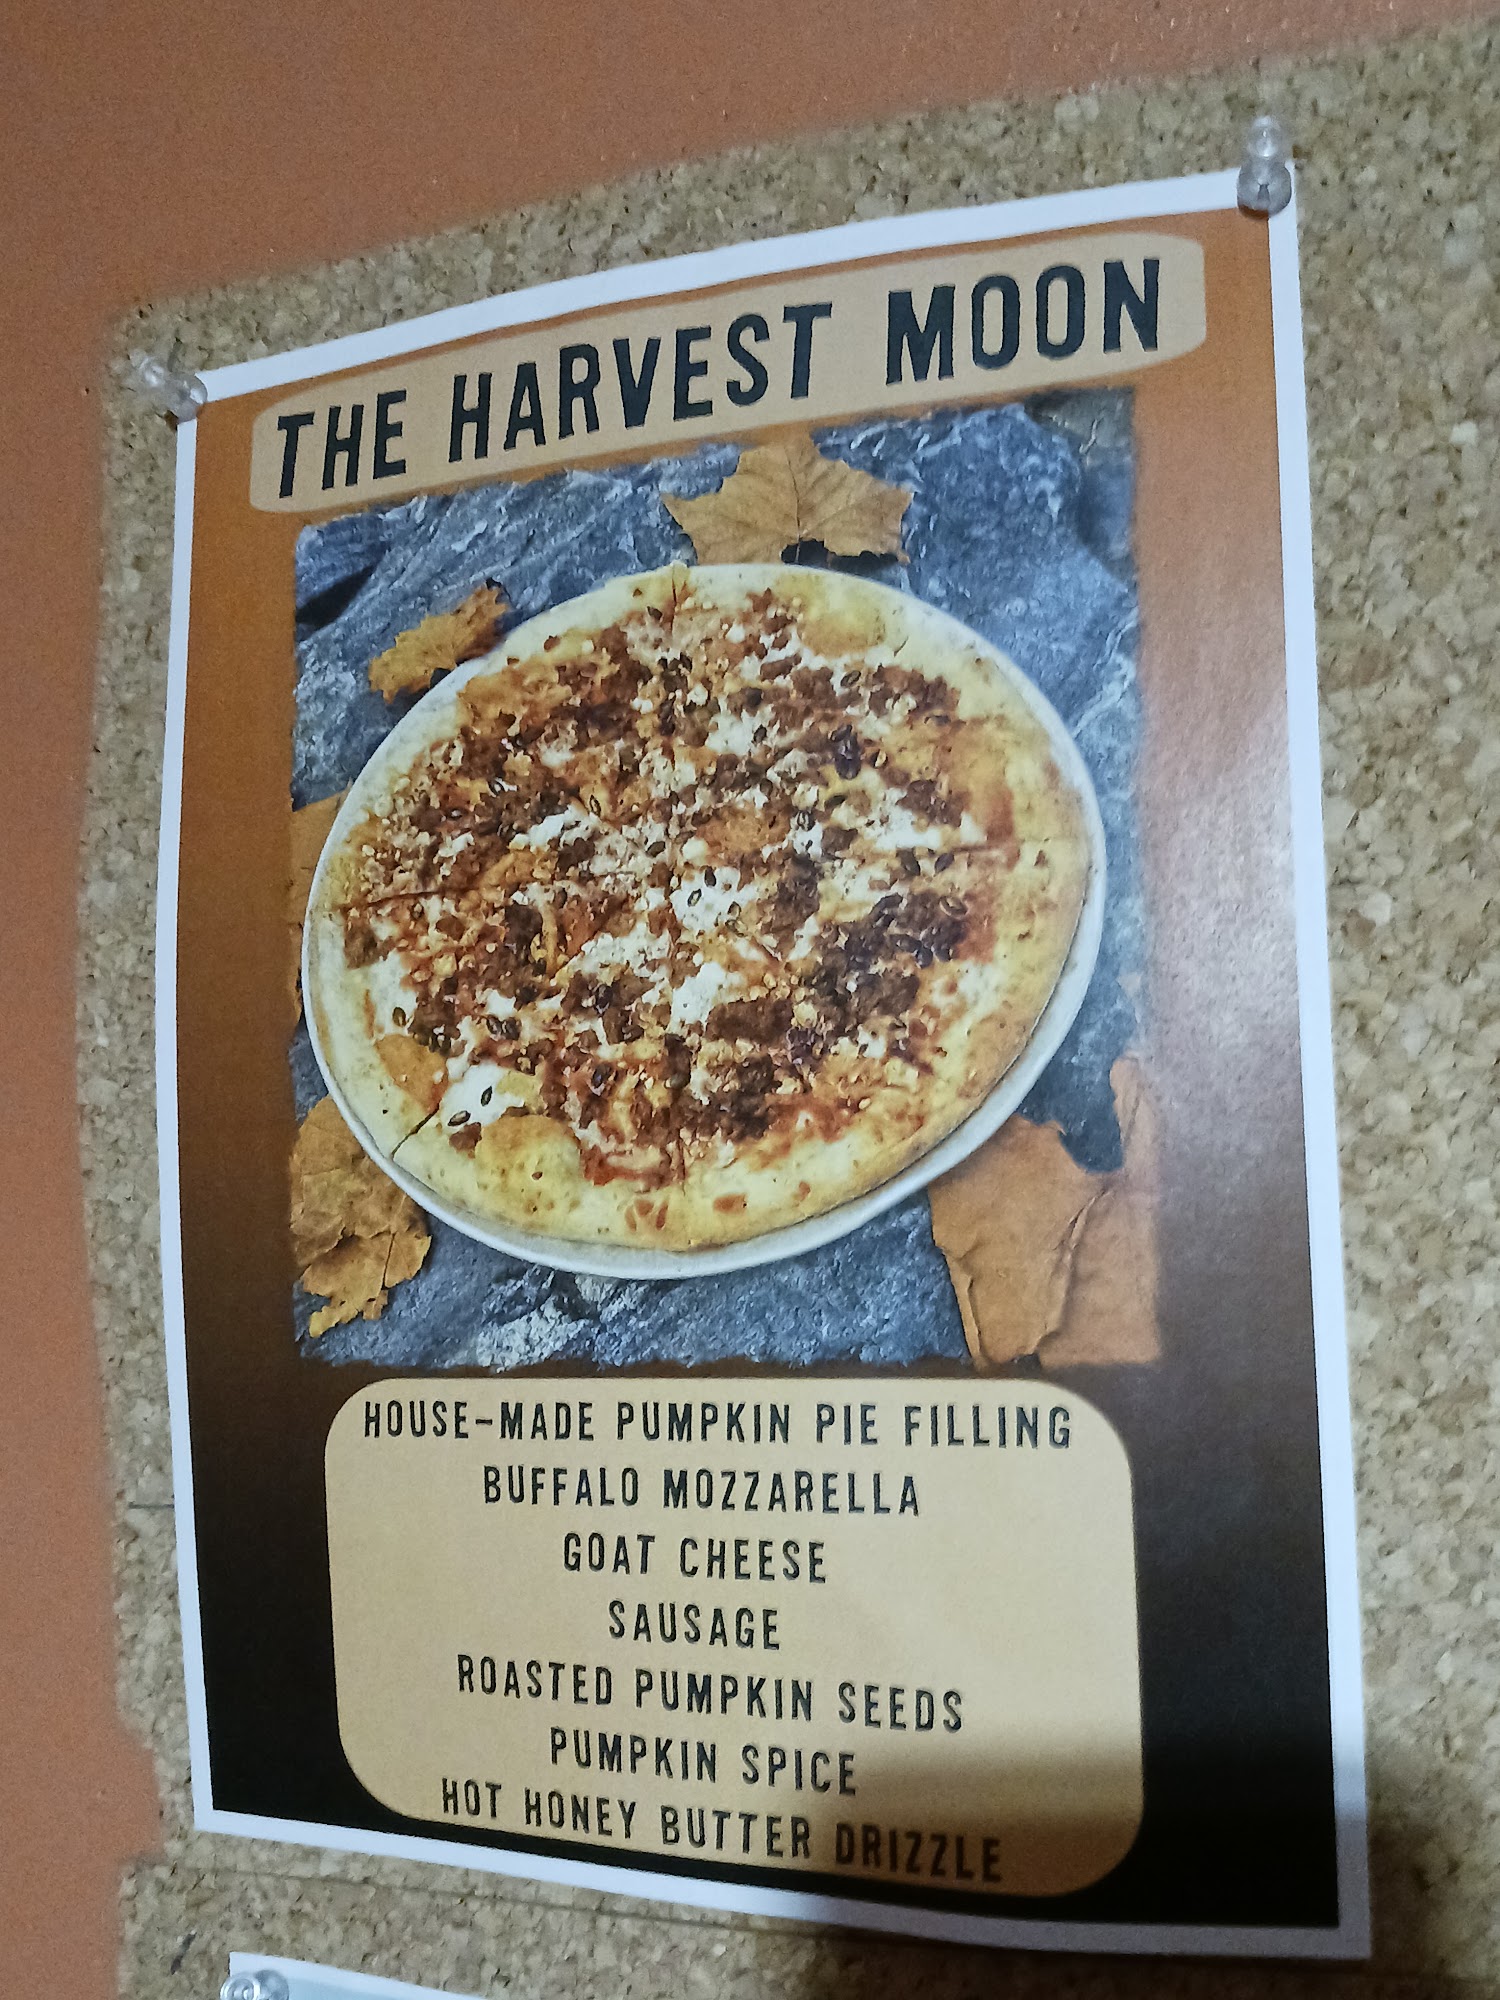 THE HARVEST MOON
HOUSE-MADE PUMPKIN PIE FILLING
BUFFALO MOZZARELLA
GOAT CHEESE
SAUSAGE
ROASTED PUMPKIN SEEDS
PUMPKIN SPICE
HOT HONEY BUTTER DRIZZLE